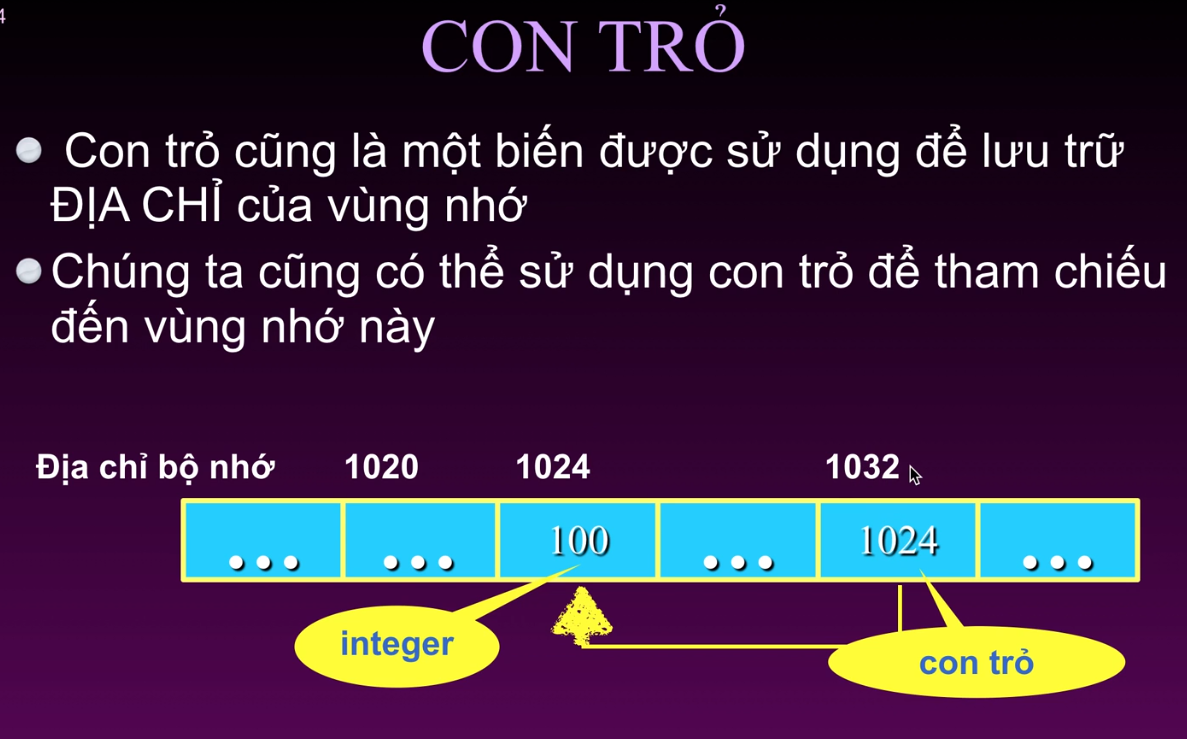 4
CON TRỎ
Con trỏ cũng là một biến được sử dụng để lưu trữ
ĐỊA CHỈ của vùng nhớ
Chúng ta cũng có thể sử dụng con trỏ để tham chiếu
đến vùng nhớ này
Địa chỉ bộ nhớ 1020 1024 1032
... ... 100 ... 1024 ...
integer
con trỏ